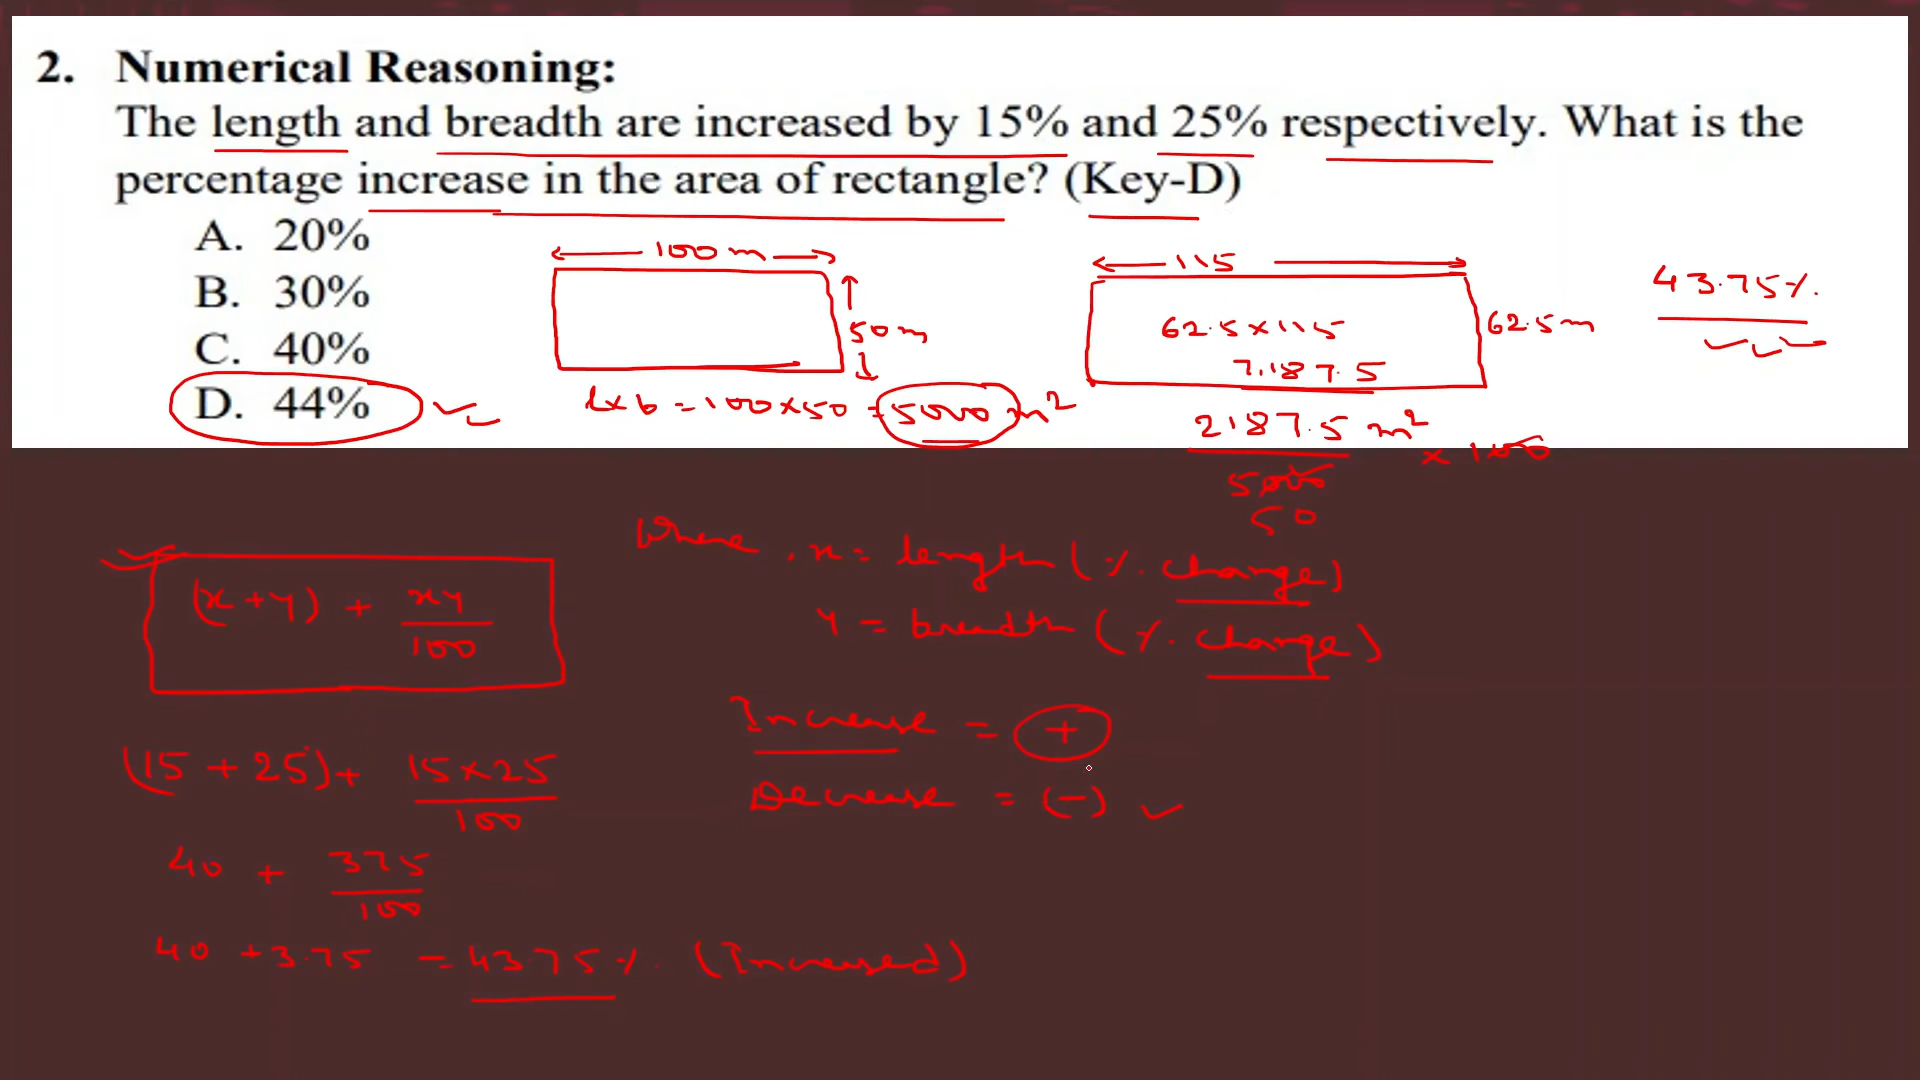 2. Numerical Reasoning:
The length and breadth are increased by 15% and 25% respectively. What is the
percentage increase in the area of rectangle? (Key-D)
A. 20%
B. 30%
C. 40%
D. 44%
100 m
50 m
l x b = 100 x 50 = 5000 m²
115
62.5 x 115
62.5 m
7187.5
2187.5 m²
x 100
5000
50
43.75%.
(x + y) + xy
100
Where, x = length (%. change)
y = breadth (%. change)
Increase = +
Decrease = (-)
(15 + 25) + 15 x 25
100
40 + 375
100
40 + 3.75 = 43.75%. (Increased)